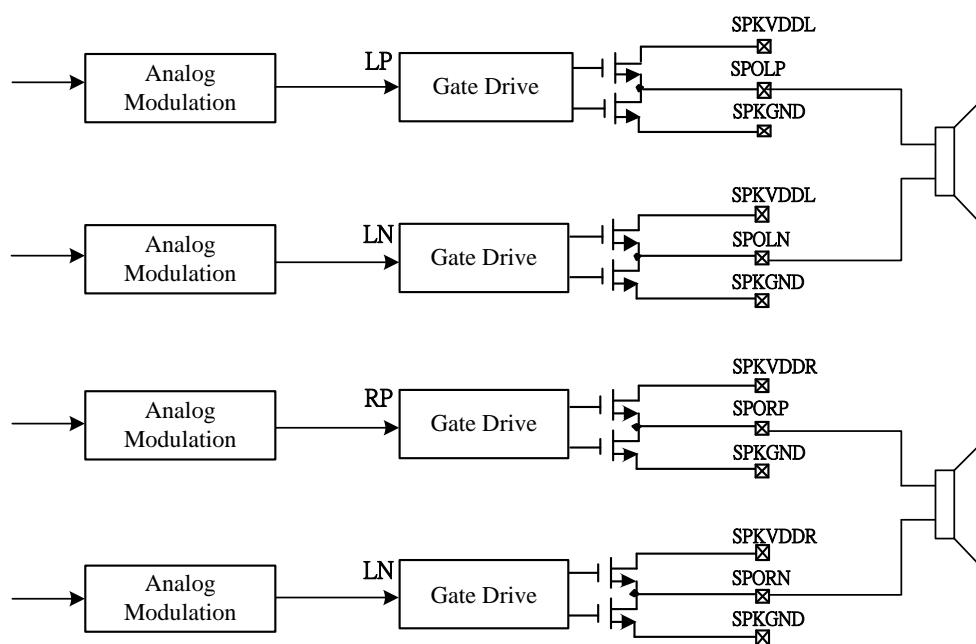 SPKVDDL
Analog
Modulation
LP
Gate Drive
SPOLP
SPKGND
SPKVDDL
Analog
Modulation
LN
Gate Drive
SPOLN
SPKGND
SPKVDDR
Analog
Modulation
RP
Gate Drive
SPORP
SPKGND
SPKVDDR
Analog
Modulation
LN
Gate Drive
SPORN
SPKGND